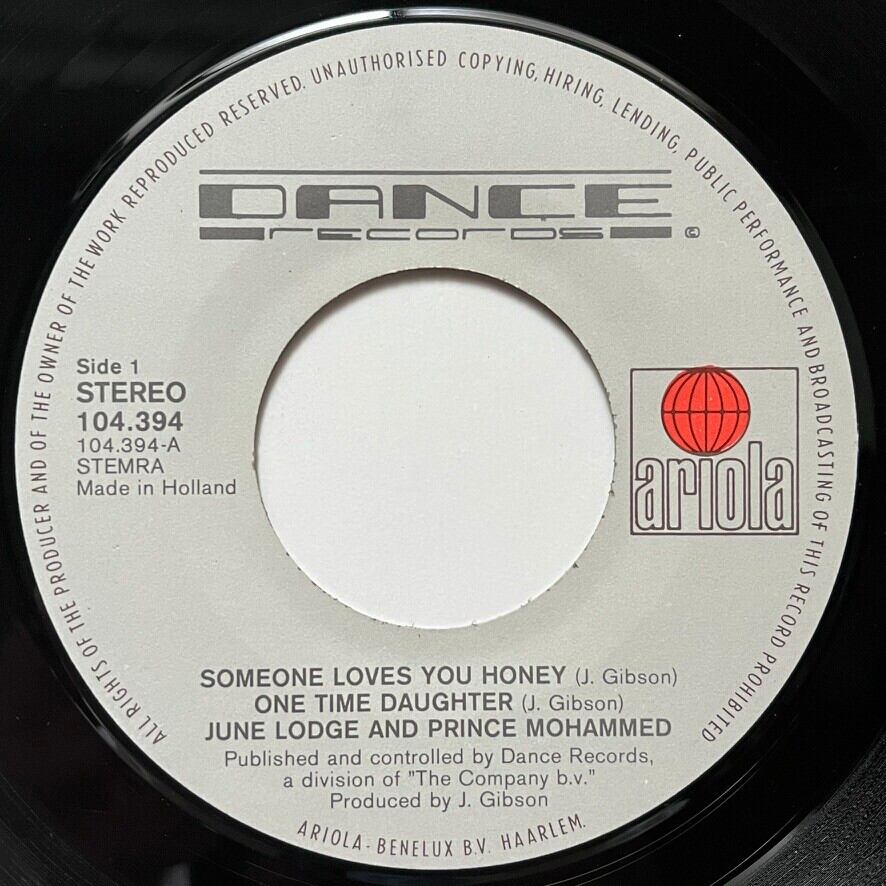 ALL RIGHTS OF THE PRODUCER AND OF THE OWNER OF THE WORK REPRODUCED RESERVED. UNAUTHORISED COPYING, HIRING, LENDING, PUBLIC PERFORMANCE AND BROADCASTING OF THIS RECORD PROHIBITED
DANCE
records ©
Side 1
STEREO
104.394
104.394-A
STEMRA
Made in Holland
ariola
SOMEONE LOVES YOU HONEY (J. Gibson)
ONE TIME DAUGHTER (J. Gibson)
JUNE LODGE AND PRINCE MOHAMMED
Published and controlled by Dance Records,
a division of "The Company b.v."
Produced by J. Gibson
ARIOLA - BENELUX B.V. HAARLEM.